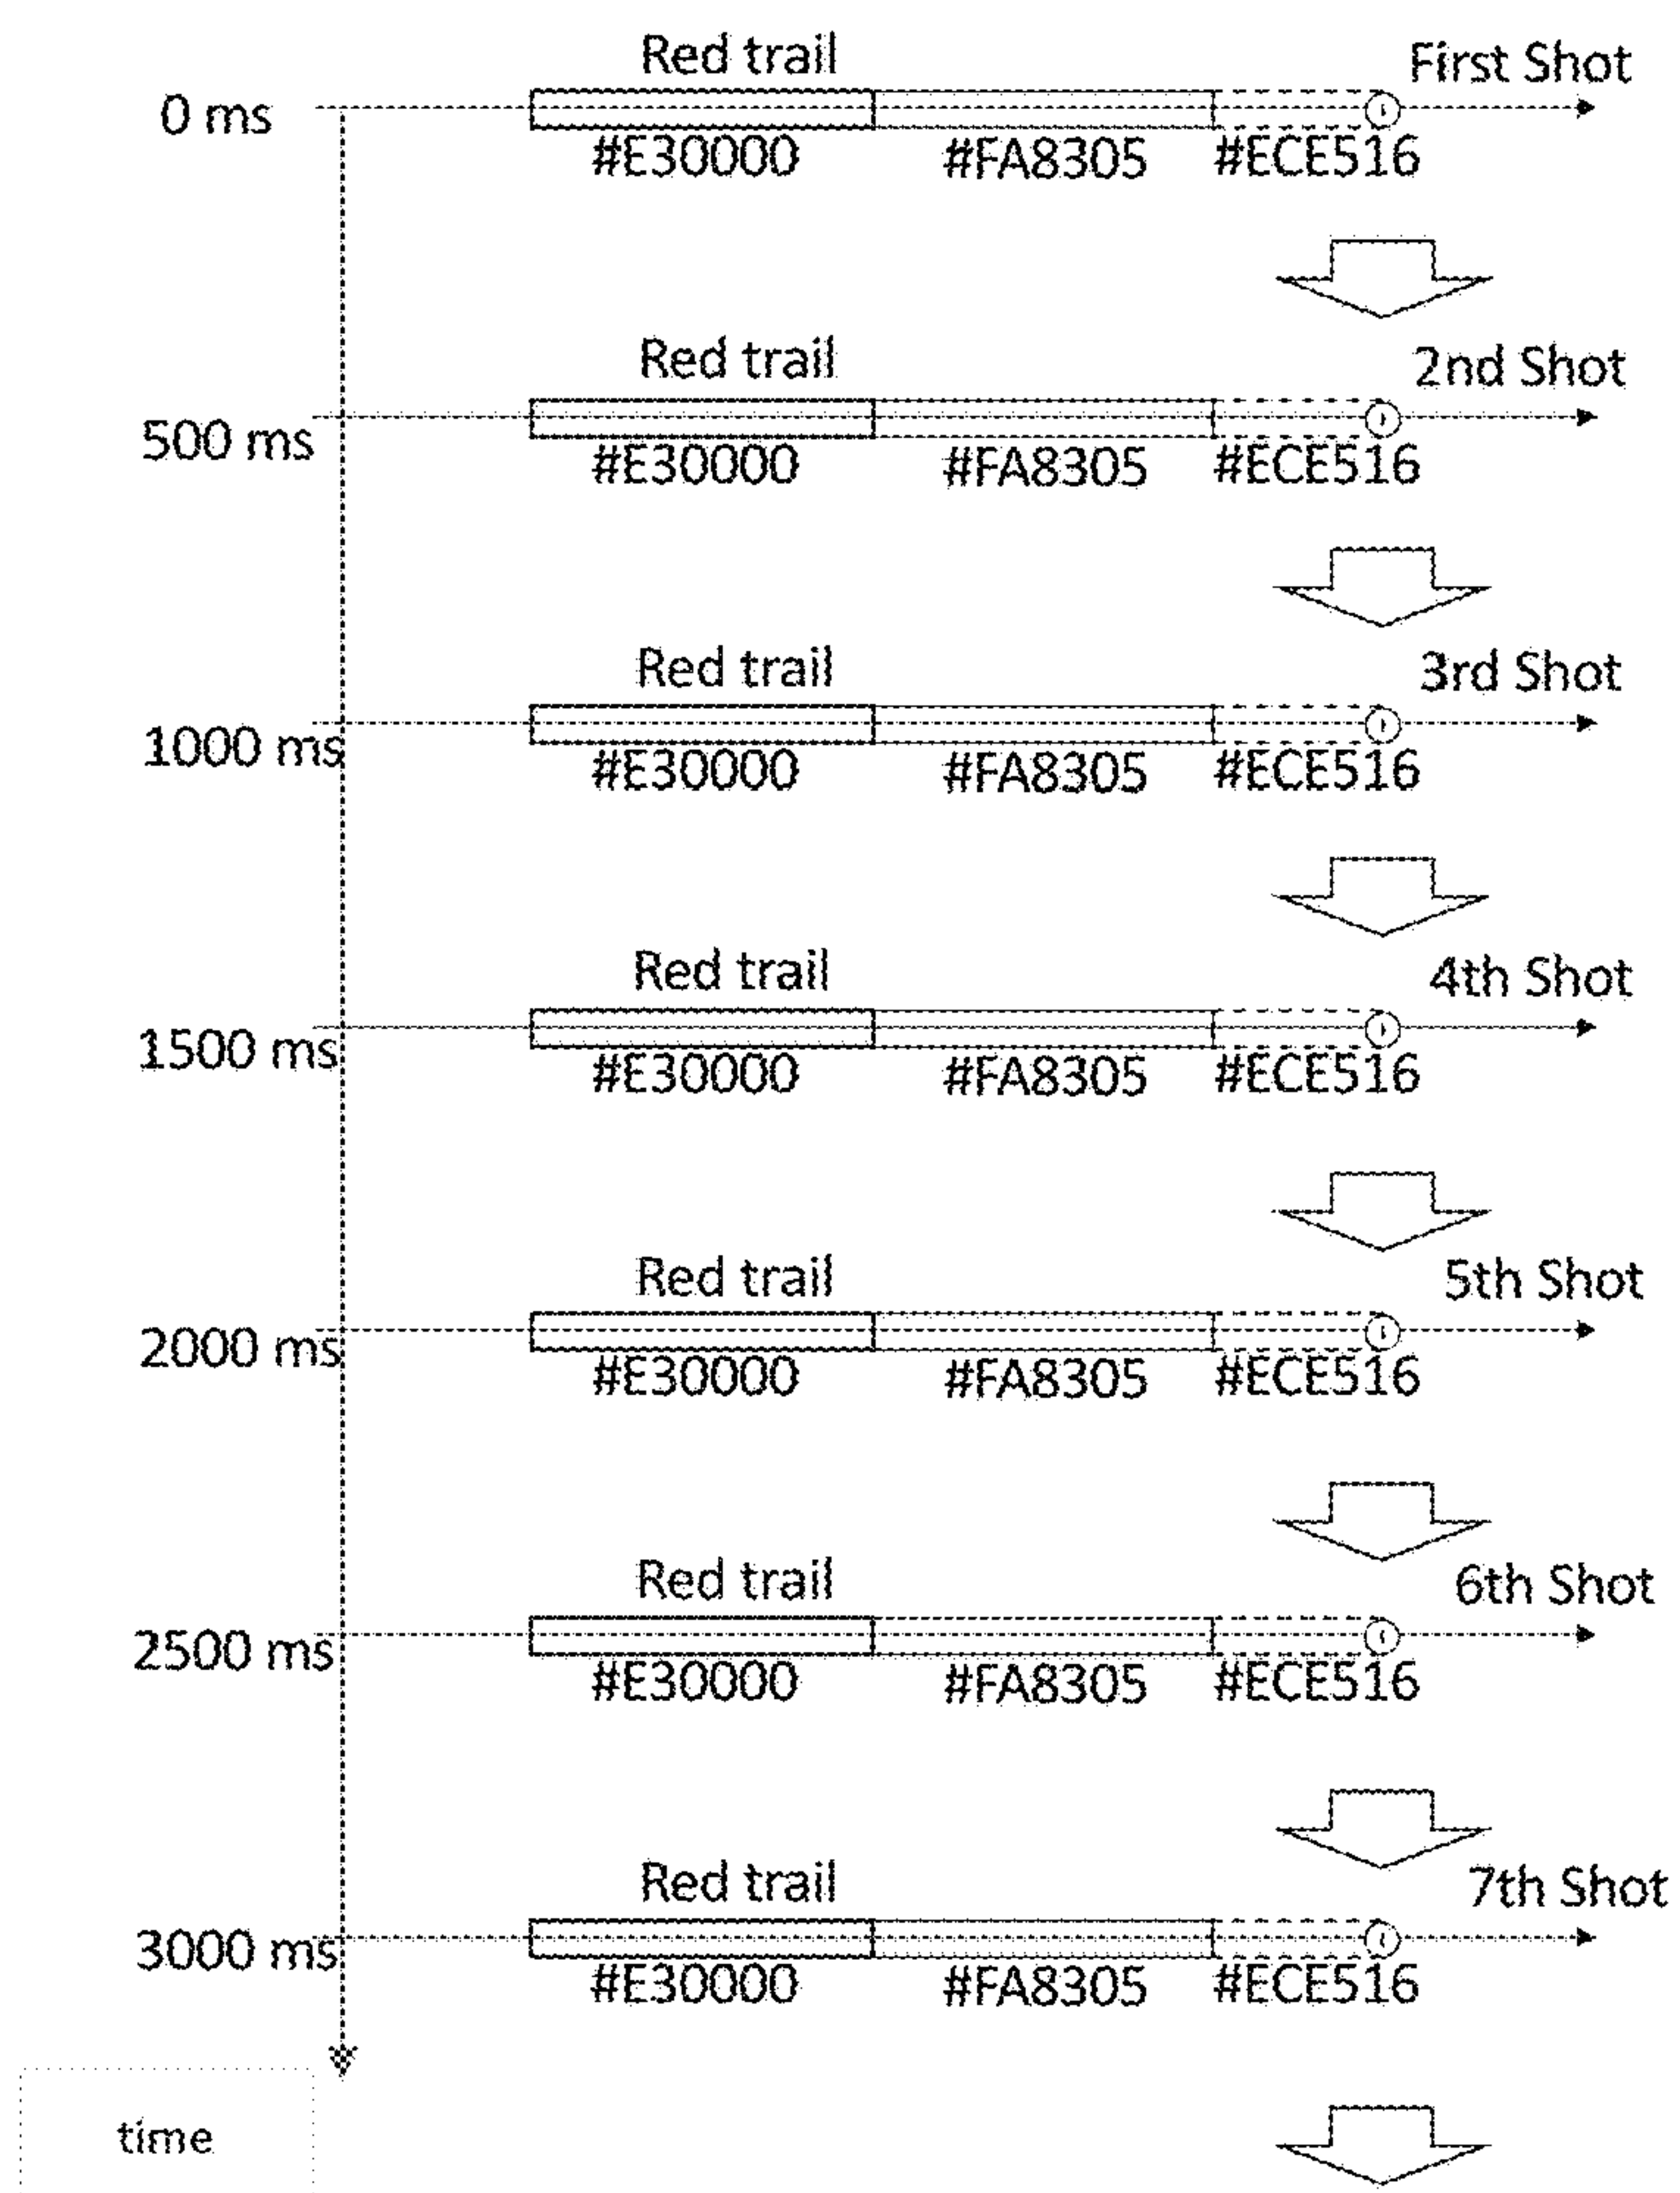 Red trail
First Shot
0 ms
#E30000 #FA8305 #ECE516
Red trail
2nd Shot
500 ms
#E30000 #FA8305 #ECE516
Red trail
3rd Shot
1000 ms
#E30000 #FA8305 #ECE516
Red trail
4th Shot
1500 ms
#E30000 #FA8305 #ECE516
Red trail
5th Shot
2000 ms
#E30000 #FA8305 #ECE516
Red trail
6th Shot
2500 ms
#E30000 #FA8305 #ECE516
Red trail
7th Shot
3000 ms
#E30000 #FA8305 #ECE516
time